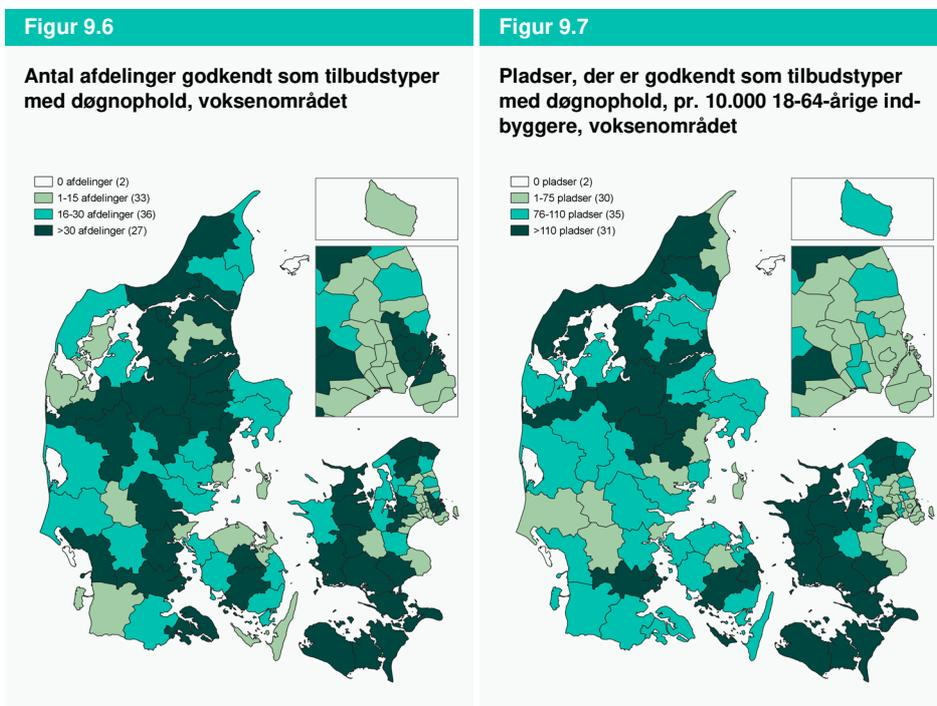 Figur 9.6
Antal afdelinger godkendt som tilbudstyper
med døgnophold, voksenområdet
0 afdelinger (2)
1-15 afdelinger (33)
16-30 afdelinger (36)
>30 afdelinger (27)
Figur 9.7
Pladser, der er godkendt som tilbudstyper
med døgnophold, pr. 10.000 18-64-årige ind-
byggere, voksenområdet
0 pladser (2)
1-75 pladser (30)
76-110 pladser (35)
>110 pladser (31)